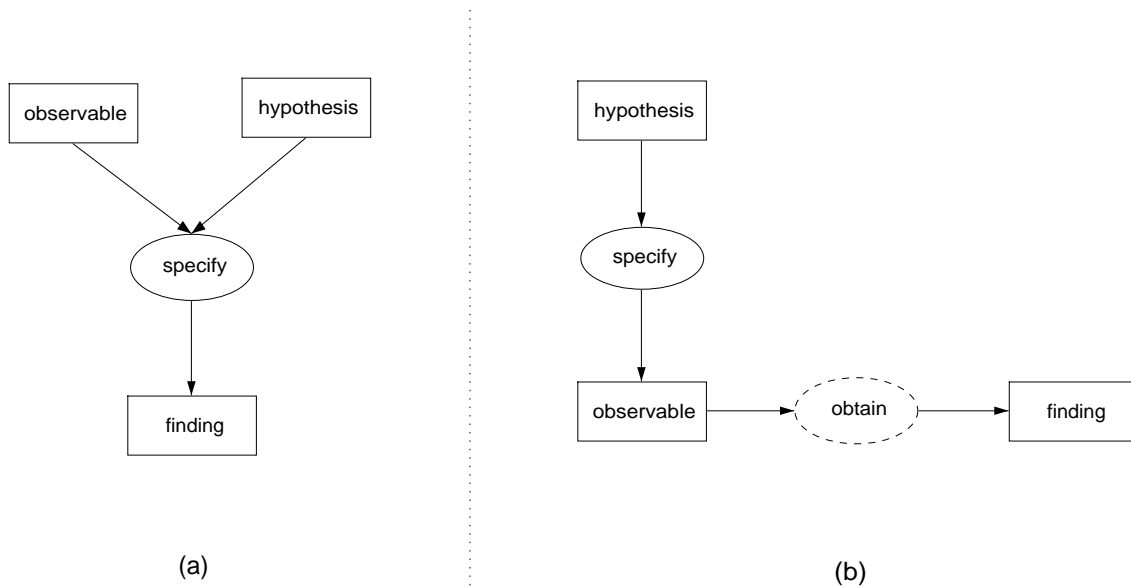 observable
hypothesis
specify
finding
(a)
hypothesis
specify
observable
obtain
finding
(b)